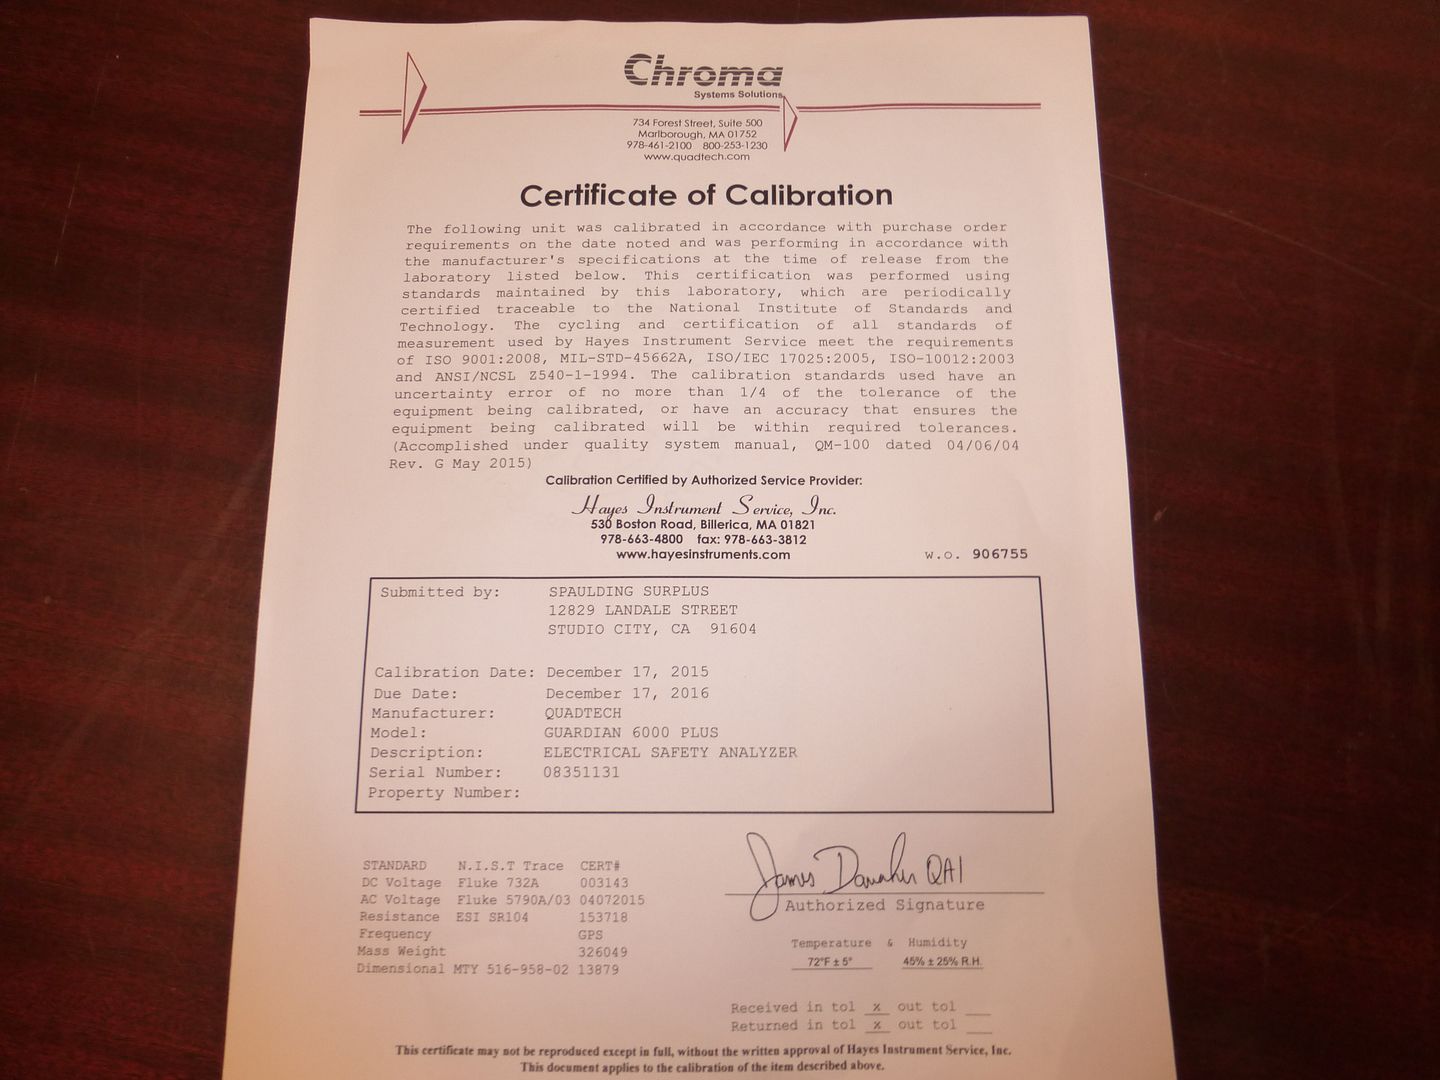 Chroma
Systems Solutions
734 Forest Street, Suite 500
Marlborough, MA 01752
978-461-2100 800-253-1230
www.quadtech.com
Certificate of Calibration
The following unit was calibrated in accordance with purchase order
requirements on the date noted and was performing in accordance with
the manufacturer's specifications at the time of release from the
laboratory listed below. This certification was performed using
standards maintained by this laboratory, which are periodically
certified traceable to the National Institute of Standards and
Technology. The cycling and certification of all standards of
measurement used by Hayes Instrument Service meet the requirements
of ISO 9001:2008, MIL-STD-45662A, ISO/IEC 17025:2005, ISO-10012:2003
and ANSI/NCSL Z540-1-1994. The calibration standards used have an
uncertainty error of no more than 1/4 of the tolerance of the
equipment being calibrated, or have an accuracy that ensures the
equipment being calibrated will be within required tolerances.
(Accomplished under quality system manual, QM-100 dated 04/06/04
Rev. G May 2015)
Calibration Certified by Authorized Service Provider:
Hayes Instrument Service, Inc.
530 Boston Road, Billerica, MA 01821
978-663-4800 fax: 978-663-3812
www.hayesinstruments.com
W.O. 906755
Submitted by: SPAULDING SURPLUS
12829 LANDALE STREET
STUDIO CITY, CA 91604
Calibration Date: December 17, 2015
Due Date: December 17, 2016
Manufacturer: QUADTECH
Model: GUARDIAN 6000 PLUS
Description: ELECTRICAL SAFETY ANALYZER
Serial Number: 08351131
Property Number:
STANDARD N.I.S.T Trace CERT#
DC Voltage Fluke 732A 003143
AC Voltage Fluke 5790A/03 04072015
Resistance ESI SR104 153718
Frequency GPS
Mass Weight 326049
Dimensional MTY 516-958-02 13879
James Danaher QA1
Authorized Signature
Temperature & Humidity
72°F ± 5° 45% ± 25% R.H.
Received in tol x out tol
Returned in tol x out tol
This certificate may not be reproduced except in full, without the written approval of Hayes Instrument Service, Inc.
This document applies to the calibration of the item described above.